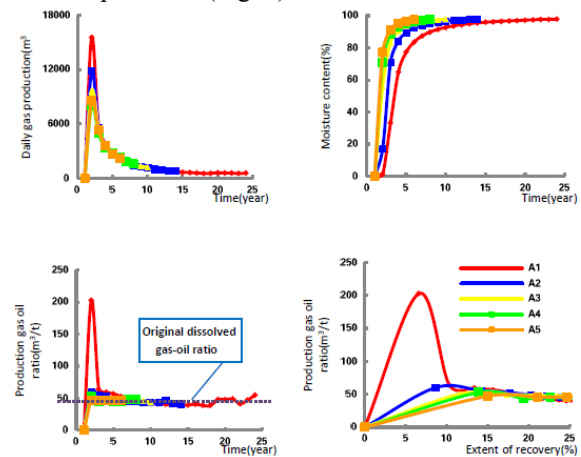 18000
12000
6000
0
Daily gas production(m³
0 5 10 15 20 25
Time(year)
100
80
60
40
20
0
Moisture content(%)
0 5 10 15 20 25
Time(year)
250
200
150
100
50
0
Production gas oil
ratio(m³/t)
Original dissolved
gas-oil ratio
0 5 10 15 20 25
Time(year)
250
200
150
100
50
0
Production gas oil
ratio(m³/t)
A1
A2
A3
A4
A5
0 5 10 15 20 25
Extent of recovery(%)